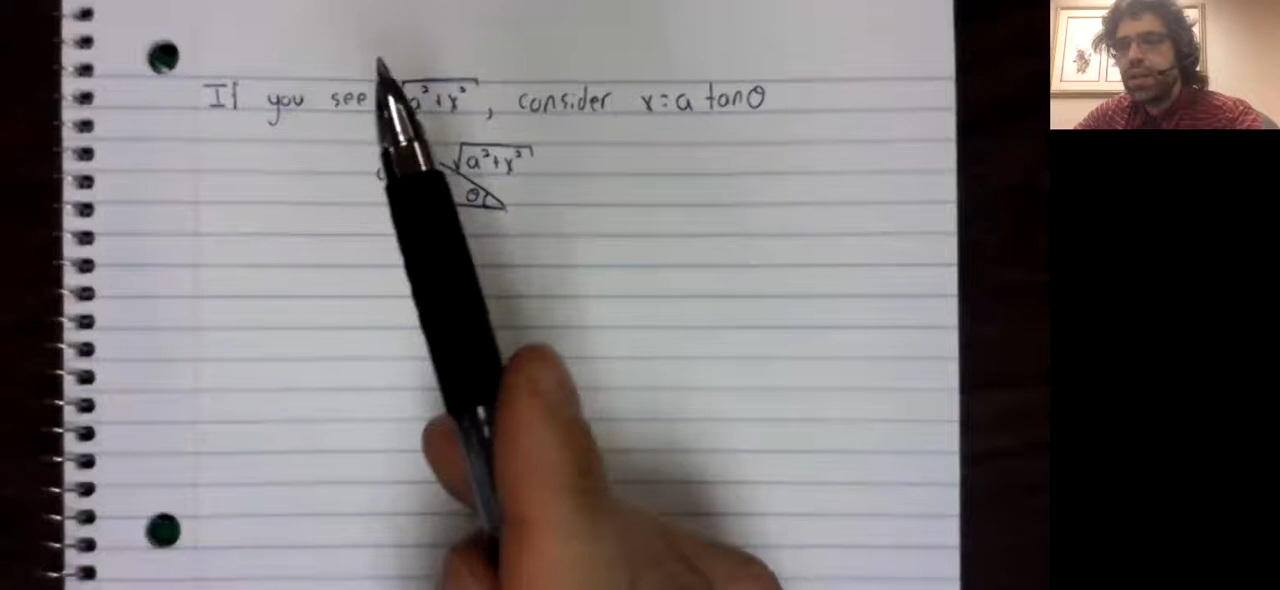 If you see √a²+x², consider x=a tanθ
√a²+x²
θ